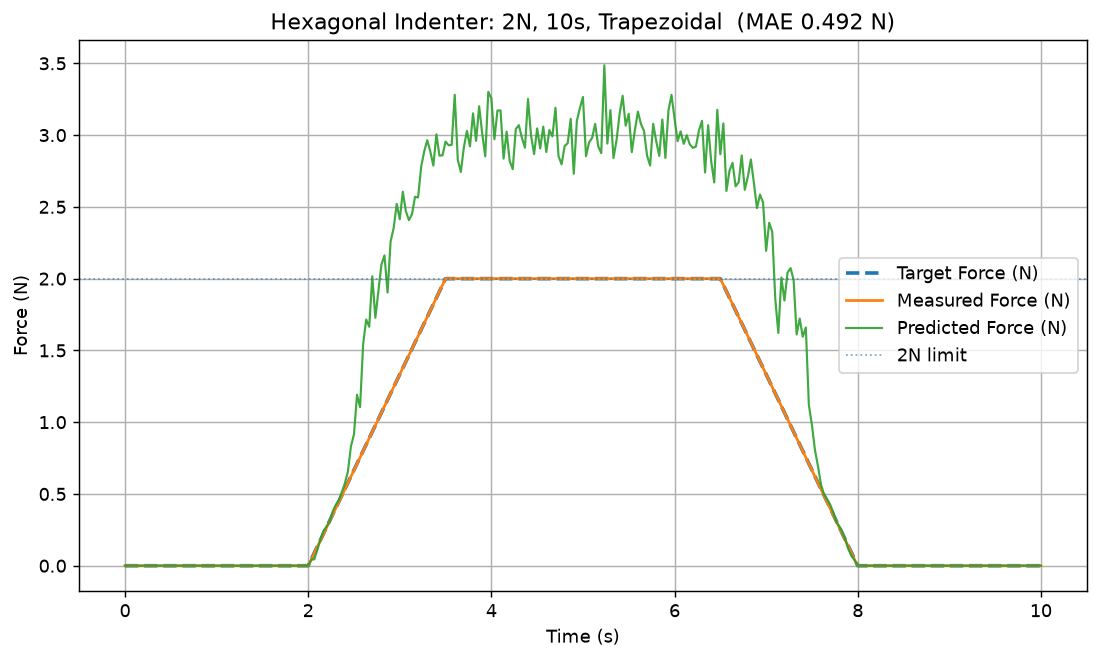 Hexagonal Indenter: 2N, 10s, Trapezoidal  (MAE 0.492 N)
Force (N)
3.5
3.0
2.5
2.0
1.5
1.0
0.5
0.0
Target Force (N)
Measured Force (N)
Predicted Force (N)
2N limit
0 2 4 6 8 10
Time (s)